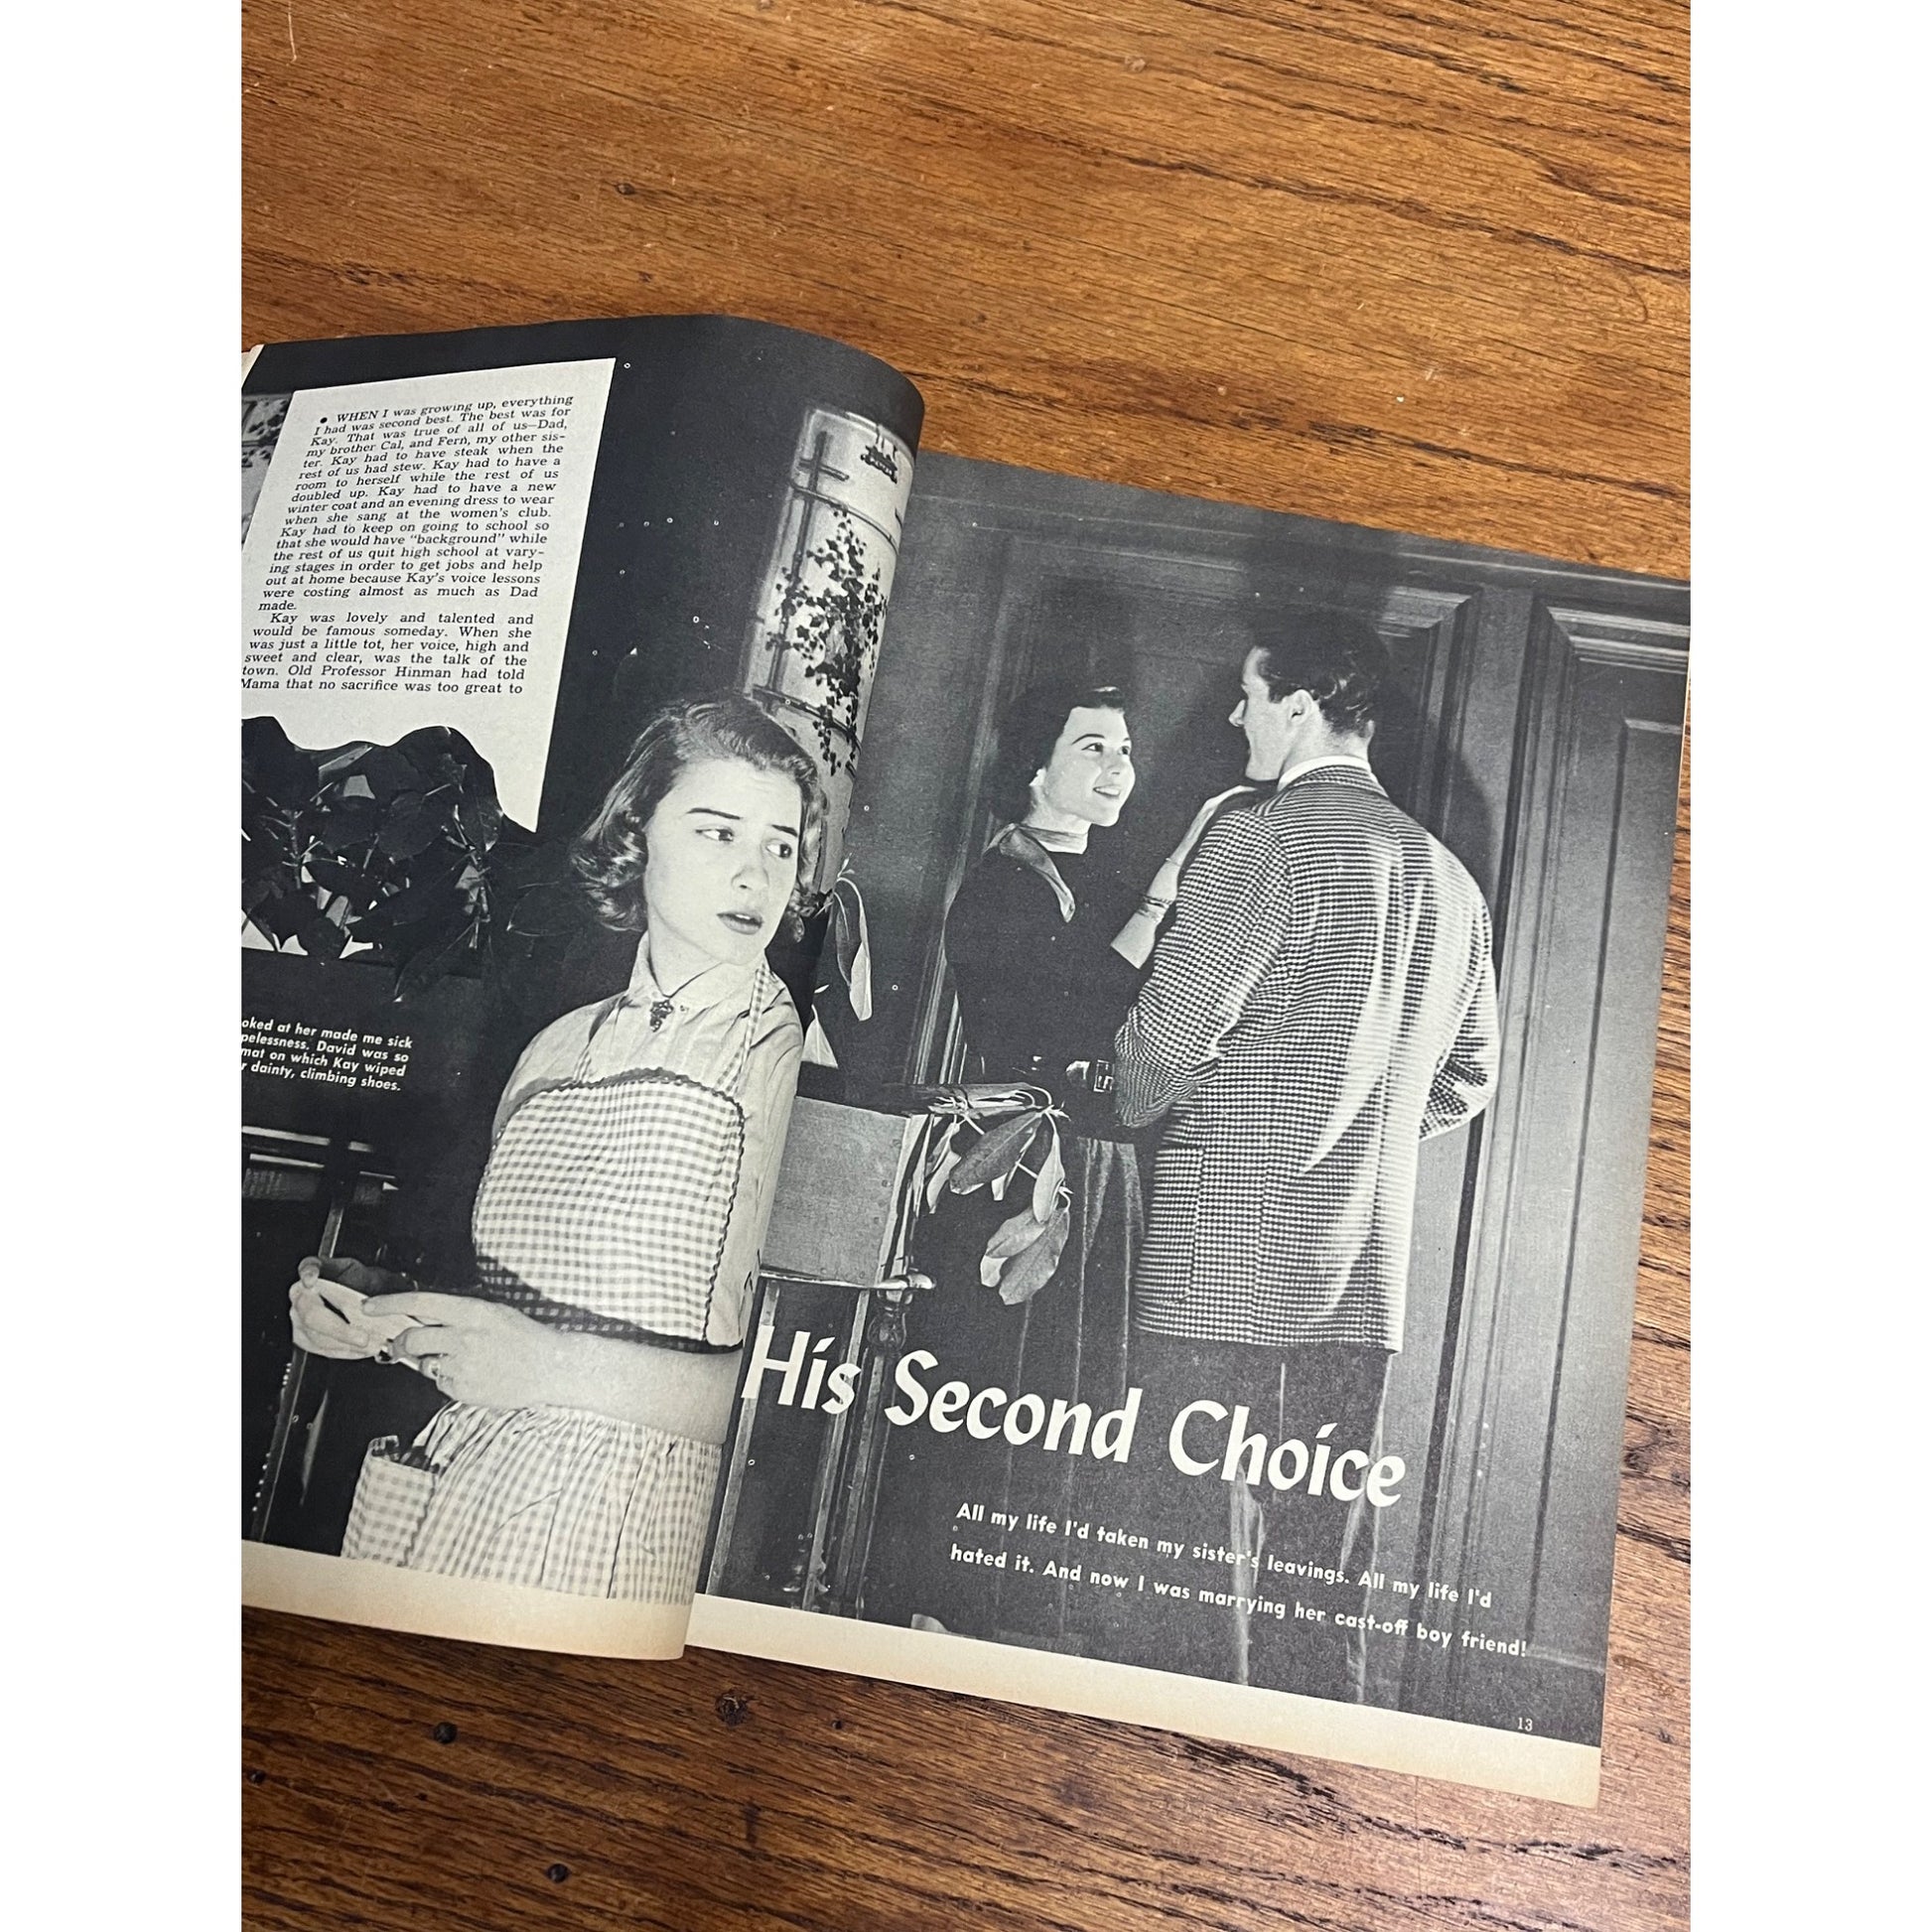 • WHEN I was growing up, everything
I had was second best. The best was for
Kay. That was true of all of us—Dad,
my brother Cal, and Fern, my other sis-
ter. Kay had to have steak when the
rest of us had stew. Kay had to have a
room to herself while the rest of us
doubled up. Kay had to have a new
winter coat and an evening dress to wear
when she sang at the women's club.
Kay had to keep on going to school so
that she would have "background" while
the rest of us quit high school at vary-
ing stages in order to get jobs and help
out at home because Kay's voice lessons
were costing almost as much as Dad
made.
Kay was lovely and talented and
would be famous someday. When she
was just a little tot, her voice, high and
sweet and clear, was the talk of the
town. Old Professor Hinman had told
Mama that no sacrifice was too great to
oked at her made me sick
pelessness. David was so
mat on which Kay wiped
r dainty, climbing shoes.
His Second Choice
All my life I'd taken my sister's leavings. All my life I'd
hated it. And now I was marrying her cast-off boy friend!
13